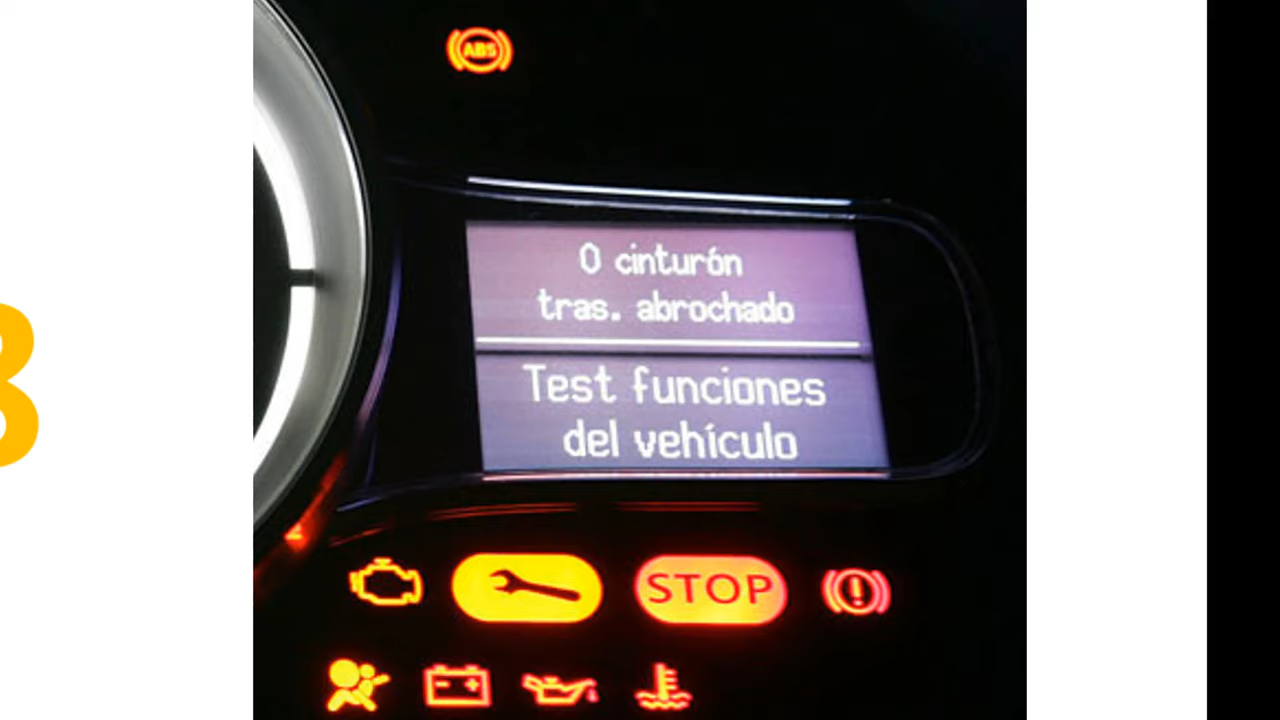 ABS
0 cinturón
tras. abrochado
Test funciones
del vehículo
STOP